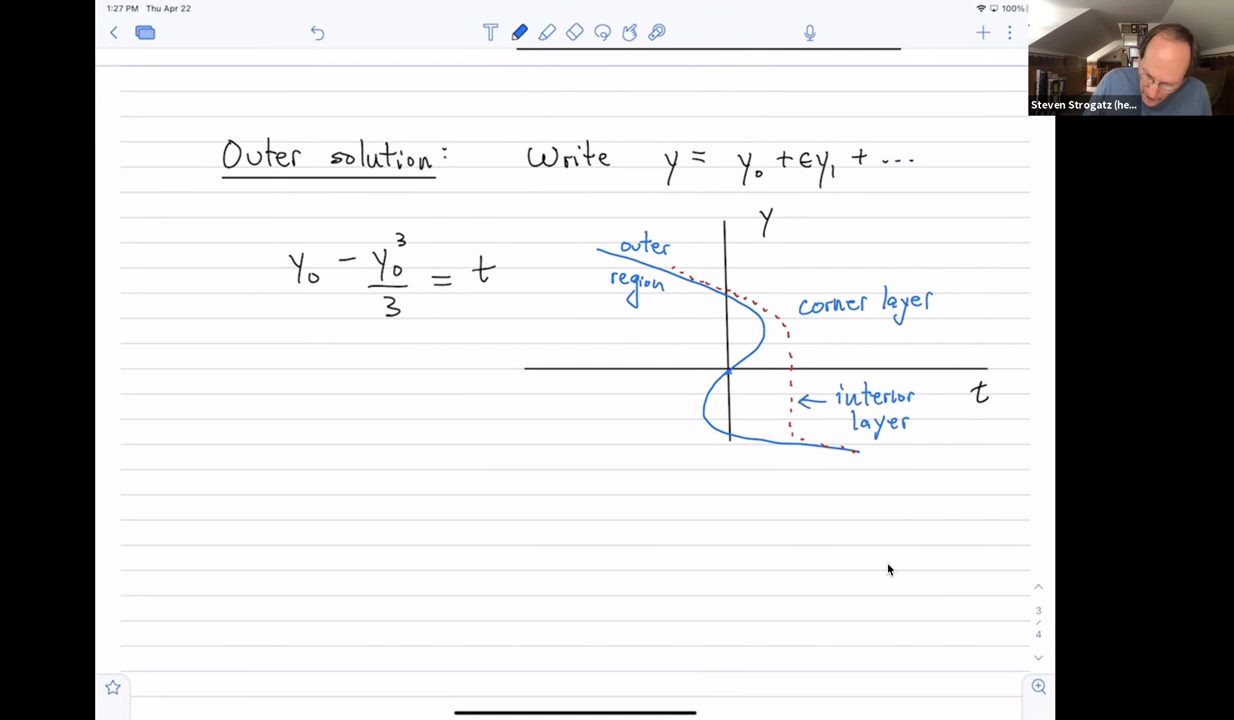 1:27 PM Thu Apr 22
100%
Steven Strogatz (he...
Outer solution: Write y = y₀ + ϵy₁ + ...
y
outer
region
y₀ - y₀³/3 = t
corner layer
t
← interior
layer
3
/
4